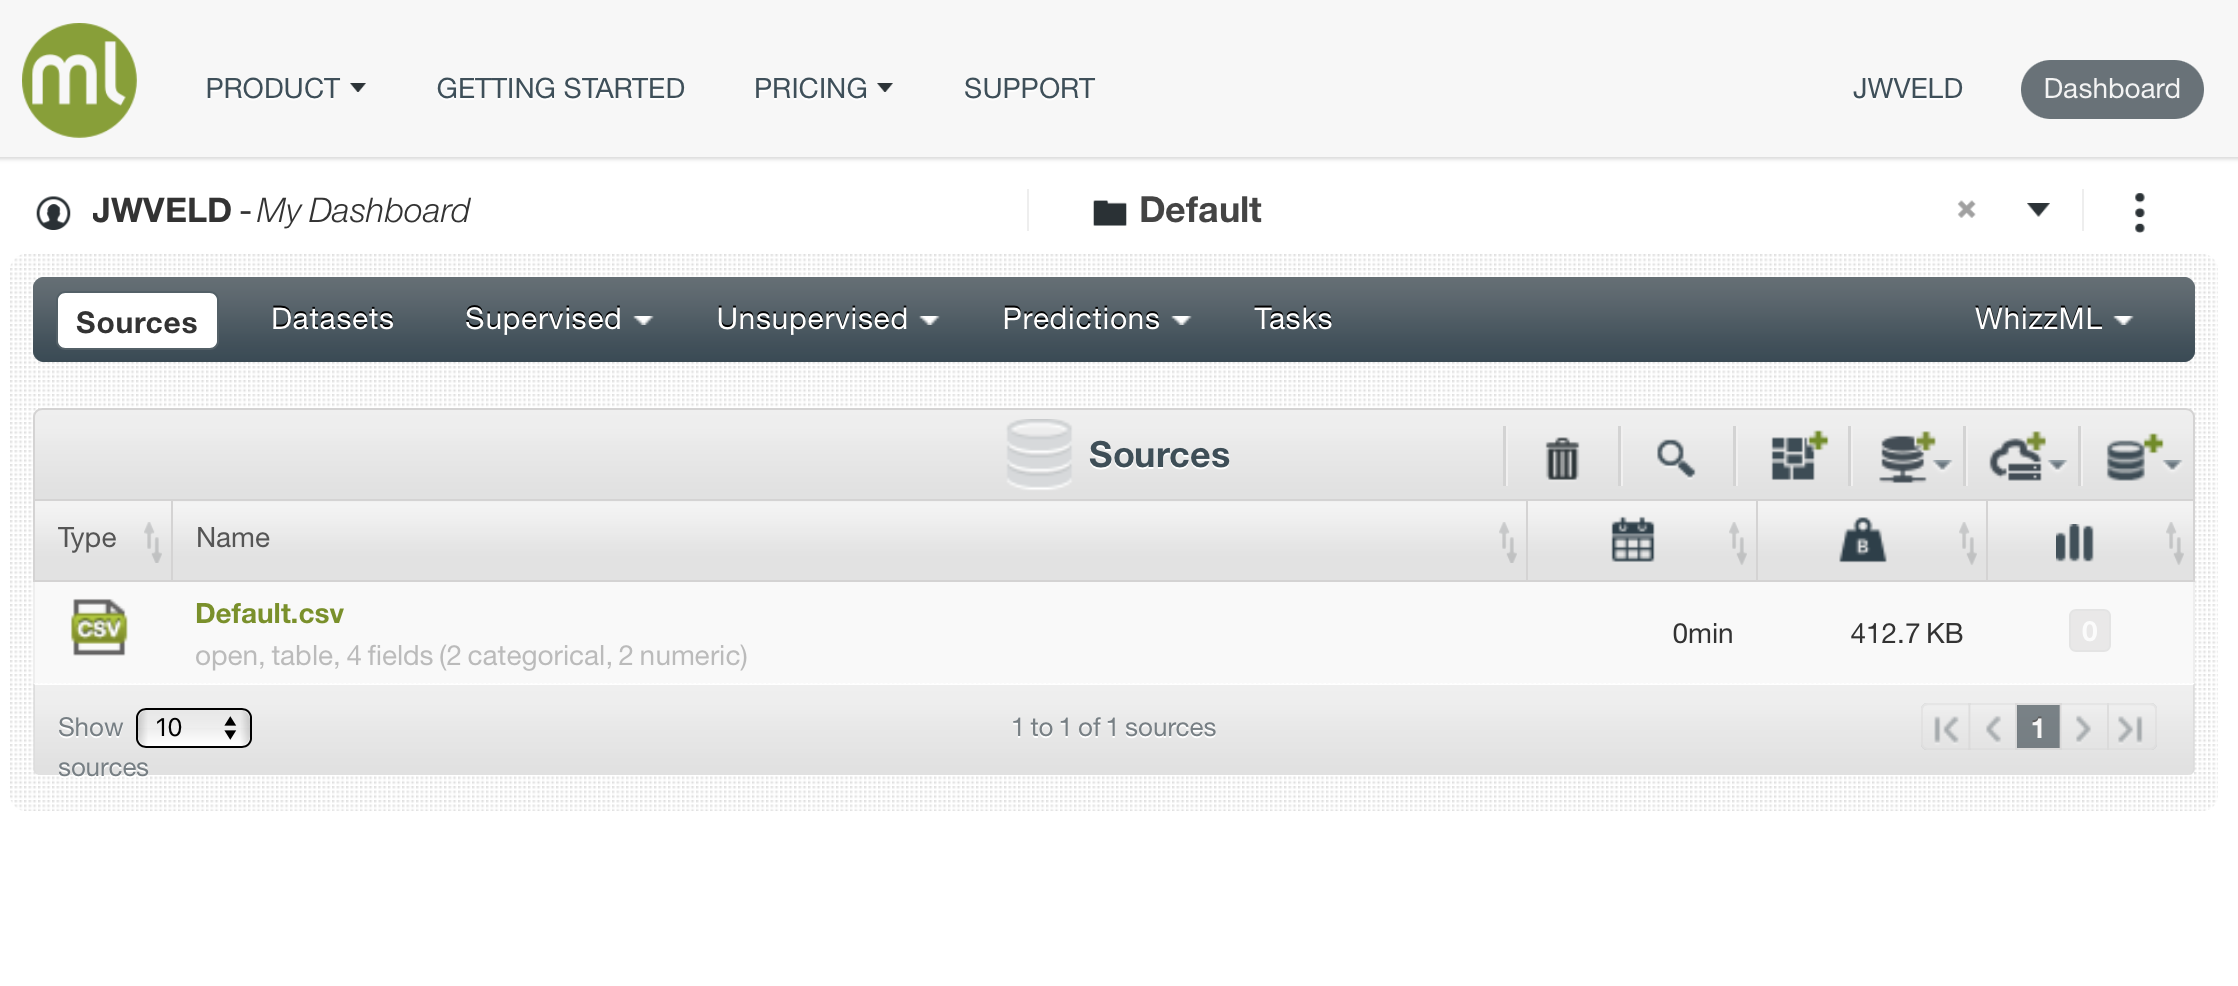 ml
PRODUCT
GETTING STARTED
PRICING
SUPPORT
JWVELD
Dashboard
JWVELD - My Dashboard
Default
Sources
Datasets
Supervised
Unsupervised
Predictions
Tasks
WhizzML
Sources
Type
Name
B
CSV
Default.csv
open, table, 4 fields (2 categorical, 2 numeric)
0min
412.7 KB
0
Show 10
sources
1 to 1 of 1 sources
1